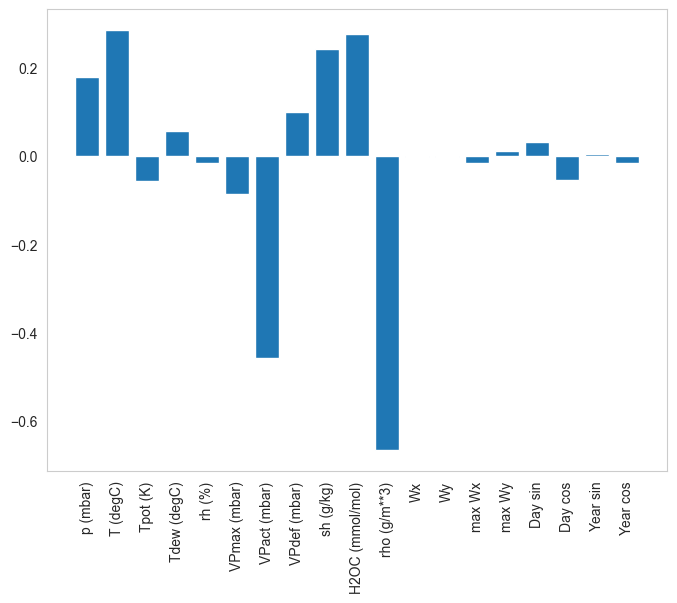 0.2
0.0
−0.2
−0.4
−0.6
p (mbar)
T (degC)
Tpot (K)
Tdew (degC)
rh (%)
VPmax (mbar)
VPact (mbar)
VPdef (mbar)
sh (g/kg)
H2OC (mmol/mol)
rho (g/m**3)
Wx
Wy
max Wx
max Wy
Day sin
Day cos
Year sin
Year cos